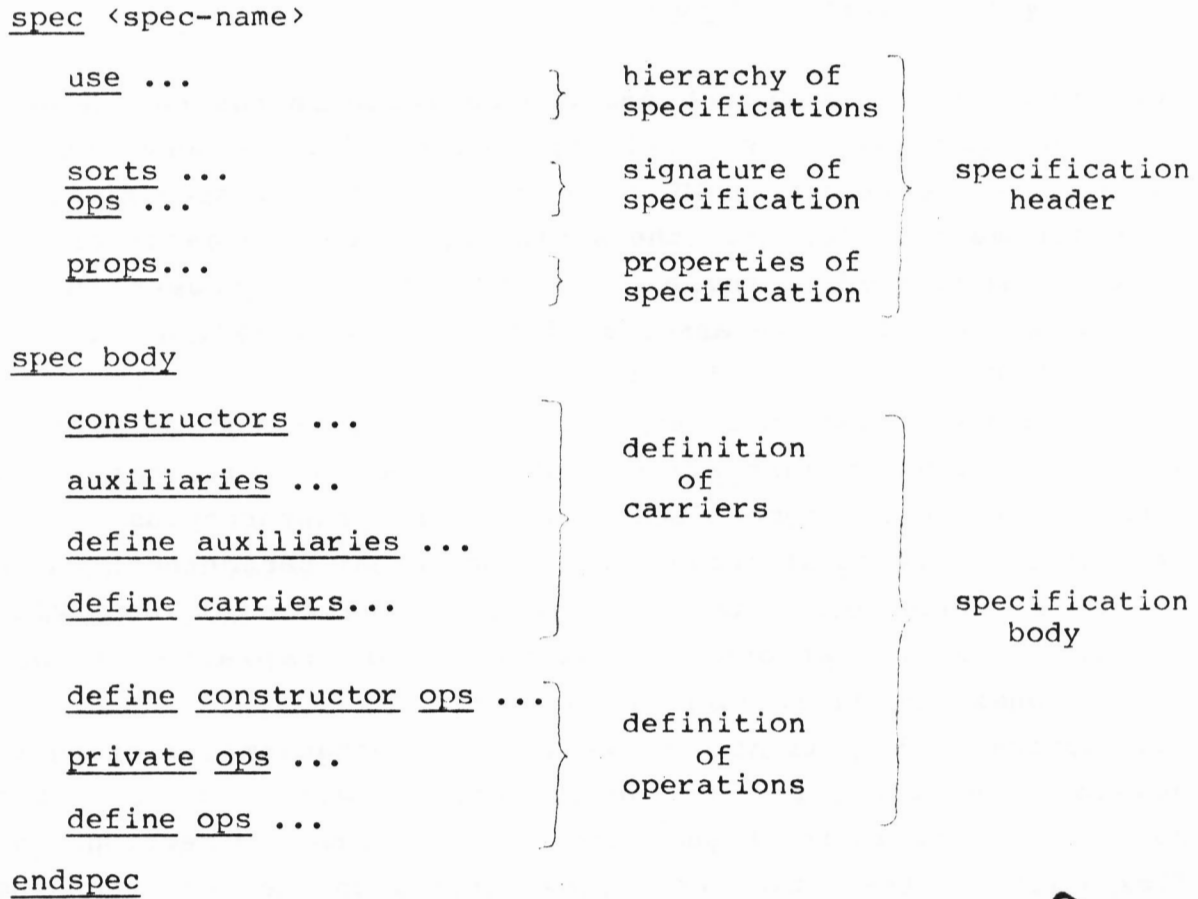 spec <spec-name>
use ... hierarchy of
specifications
sorts ... signature of specification
ops ... specification header
props... properties of
specification
spec body
constructors ...
definition
auxiliaries ... of
carriers
define auxiliaries ...
define carriers... specification
body
define constructor ops ...
definition
private ops ... of
operations
define ops ...
endspec